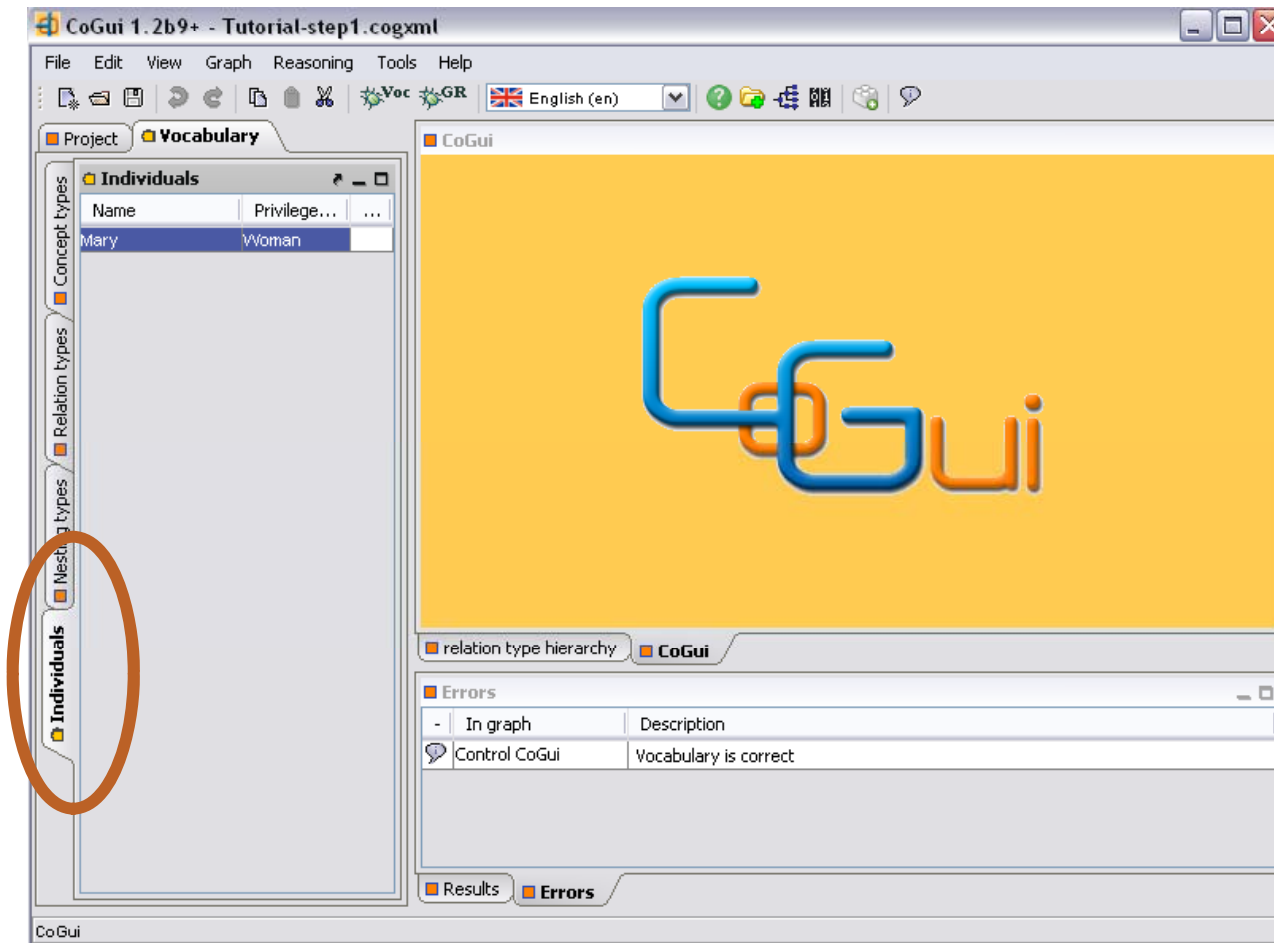 CoGui 1.2b9+ - Tutorial-step1.cogxml
File Edit View Graph Reasoning Tools Help
Voc GR English (en)
Project Vocabulary
Concept types
Relation types
Nesting types
Individuals
Individuals
Name Privilege... ...
Mary Woman
CoGui
CoGui
relation type hierarchy CoGui
Errors
- In graph Description
Control CoGui Vocabulary is correct
Results Errors
CoGui